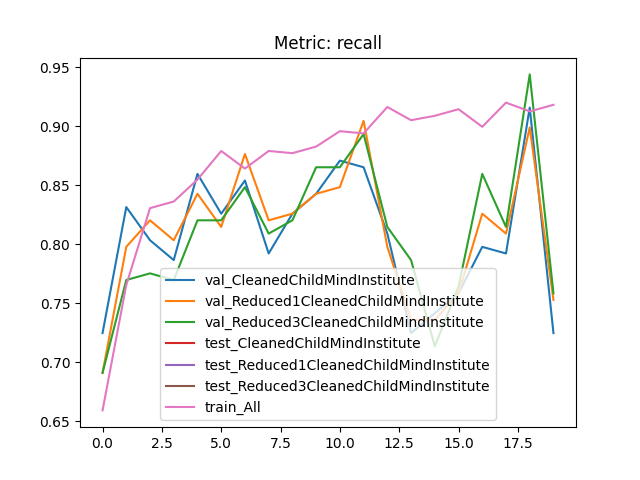 Metric: recall
0.95
0.90
0.85
0.80
0.75
0.70
0.65
val_CleanedChildMindInstitute
val_Reduced1CleanedChildMindInstitute
val_Reduced3CleanedChildMindInstitute
test_CleanedChildMindInstitute
test_Reduced1CleanedChildMindInstitute
test_Reduced3CleanedChildMindInstitute
train_All
0.0 2.5 5.0 7.5 10.0 12.5 15.0 17.5